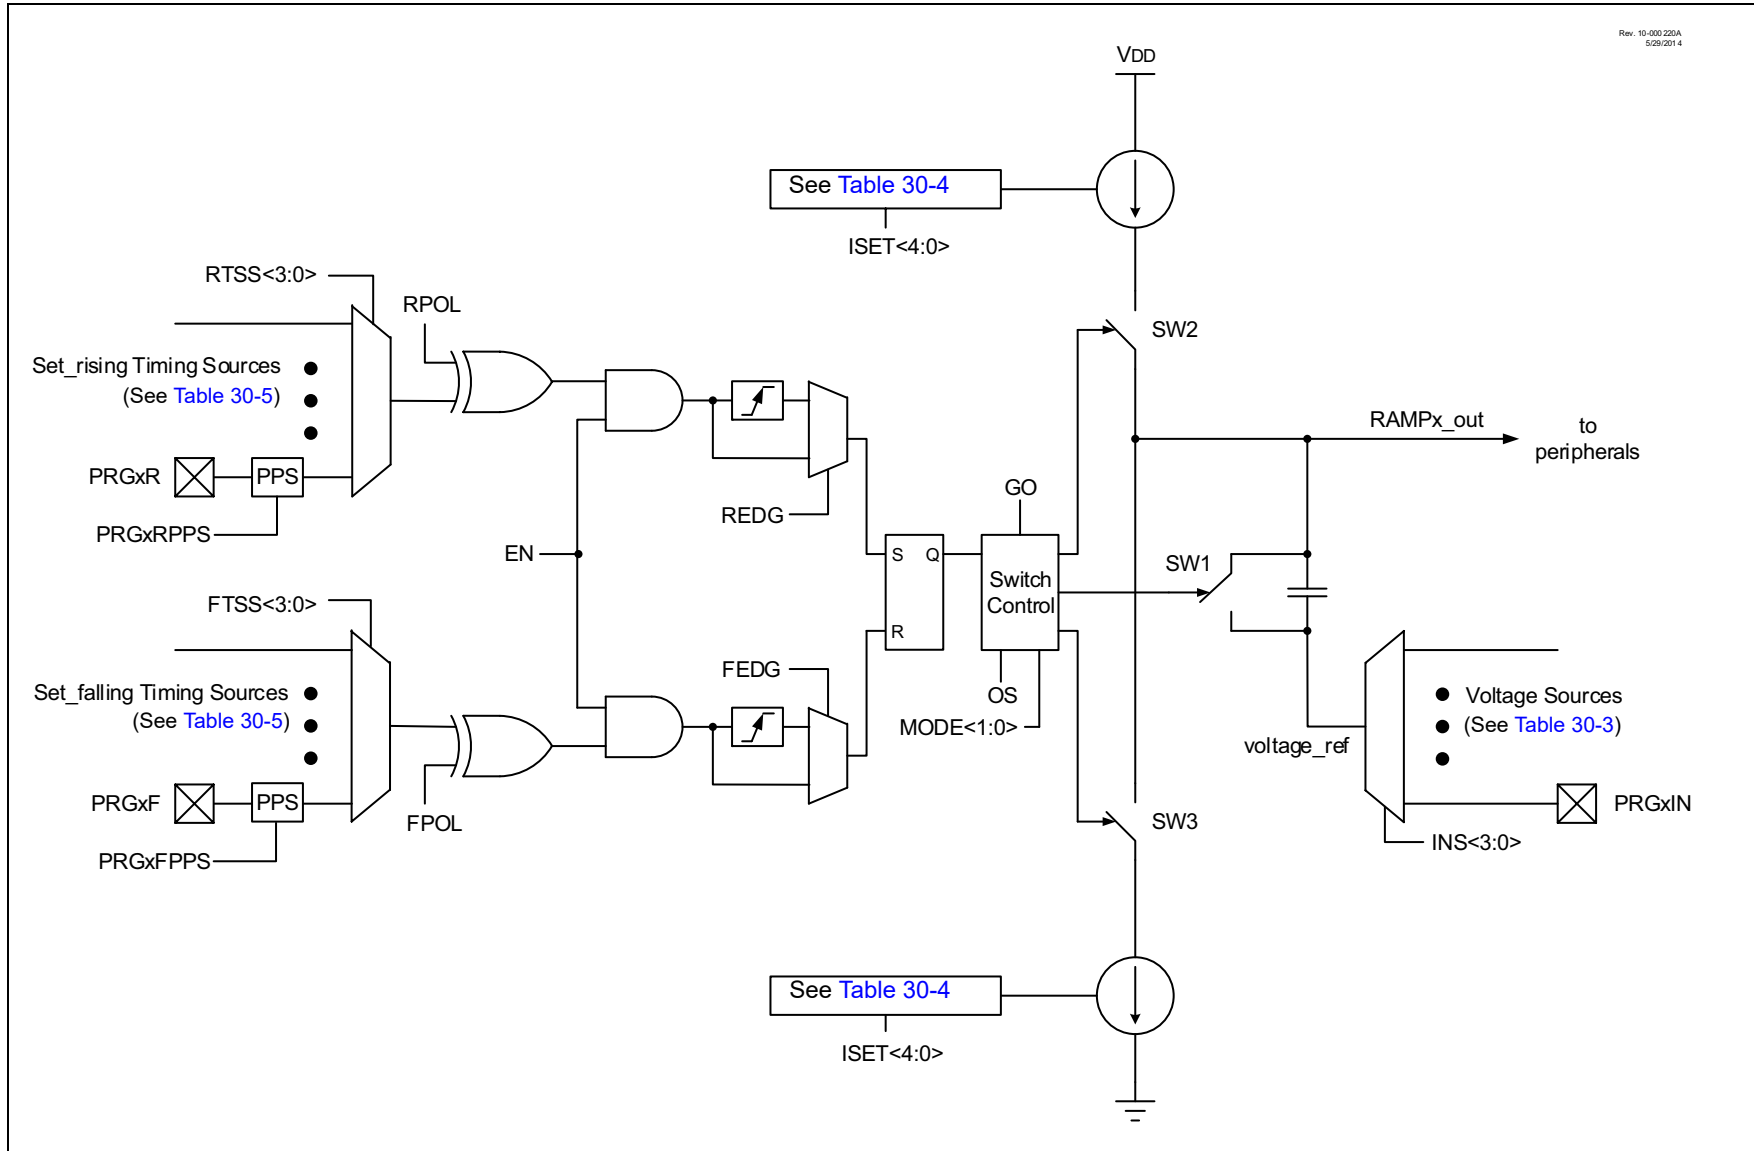 Rev. 10-000 220A
5/29/201 4
VDD
See Table 30-4
ISET<4:0>
RTSS<3:0>
RPOL
SW2
Set_rising Timing Sources
(See Table 30-5)
RAMPx_out
to
peripherals
PRGxR
PPS
PRGxRPPS
REDG
GO
EN
S
Q
SW1
Switch
Control
FTSS<3:0>
R
FEDG
OS
MODE<1:0>
Set_falling Timing Sources
(See Table 30-5)
Voltage Sources
(See Table 30-3)
voltage_ref
PRGxF
PPS
FPOL
SW3
PRGxIN
PRGxFPPS
INS<3:0>
See Table 30-4
ISET<4:0>